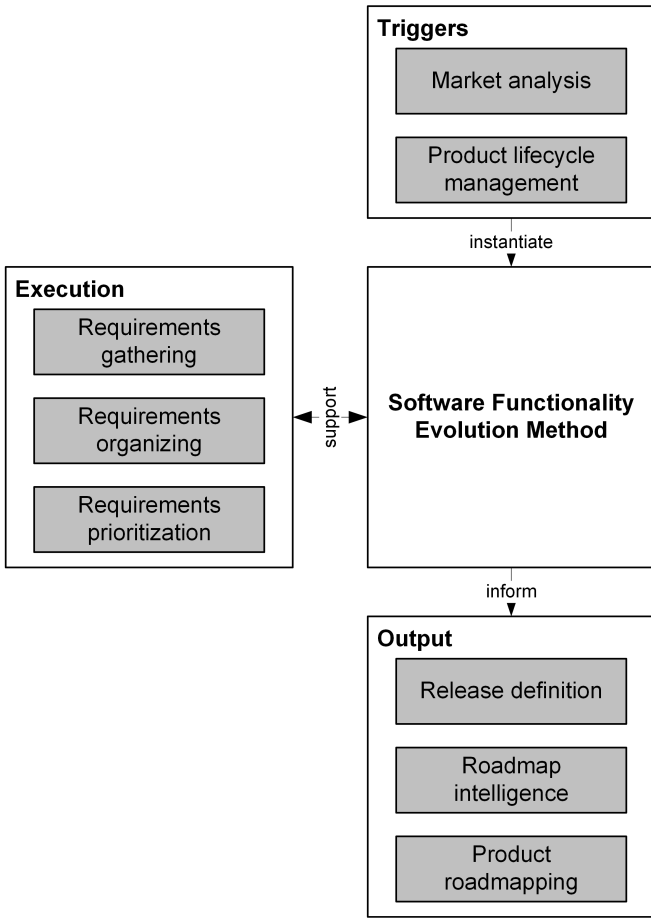 Triggers
Market analysis
Product lifecycle
management
instantiate
Execution
Requirements
gathering
Requirements
organizing
Requirements
prioritization
support
Software Functionality
Evolution Method
inform
Output
Release definition
Roadmap
intelligence
Product
roadmapping